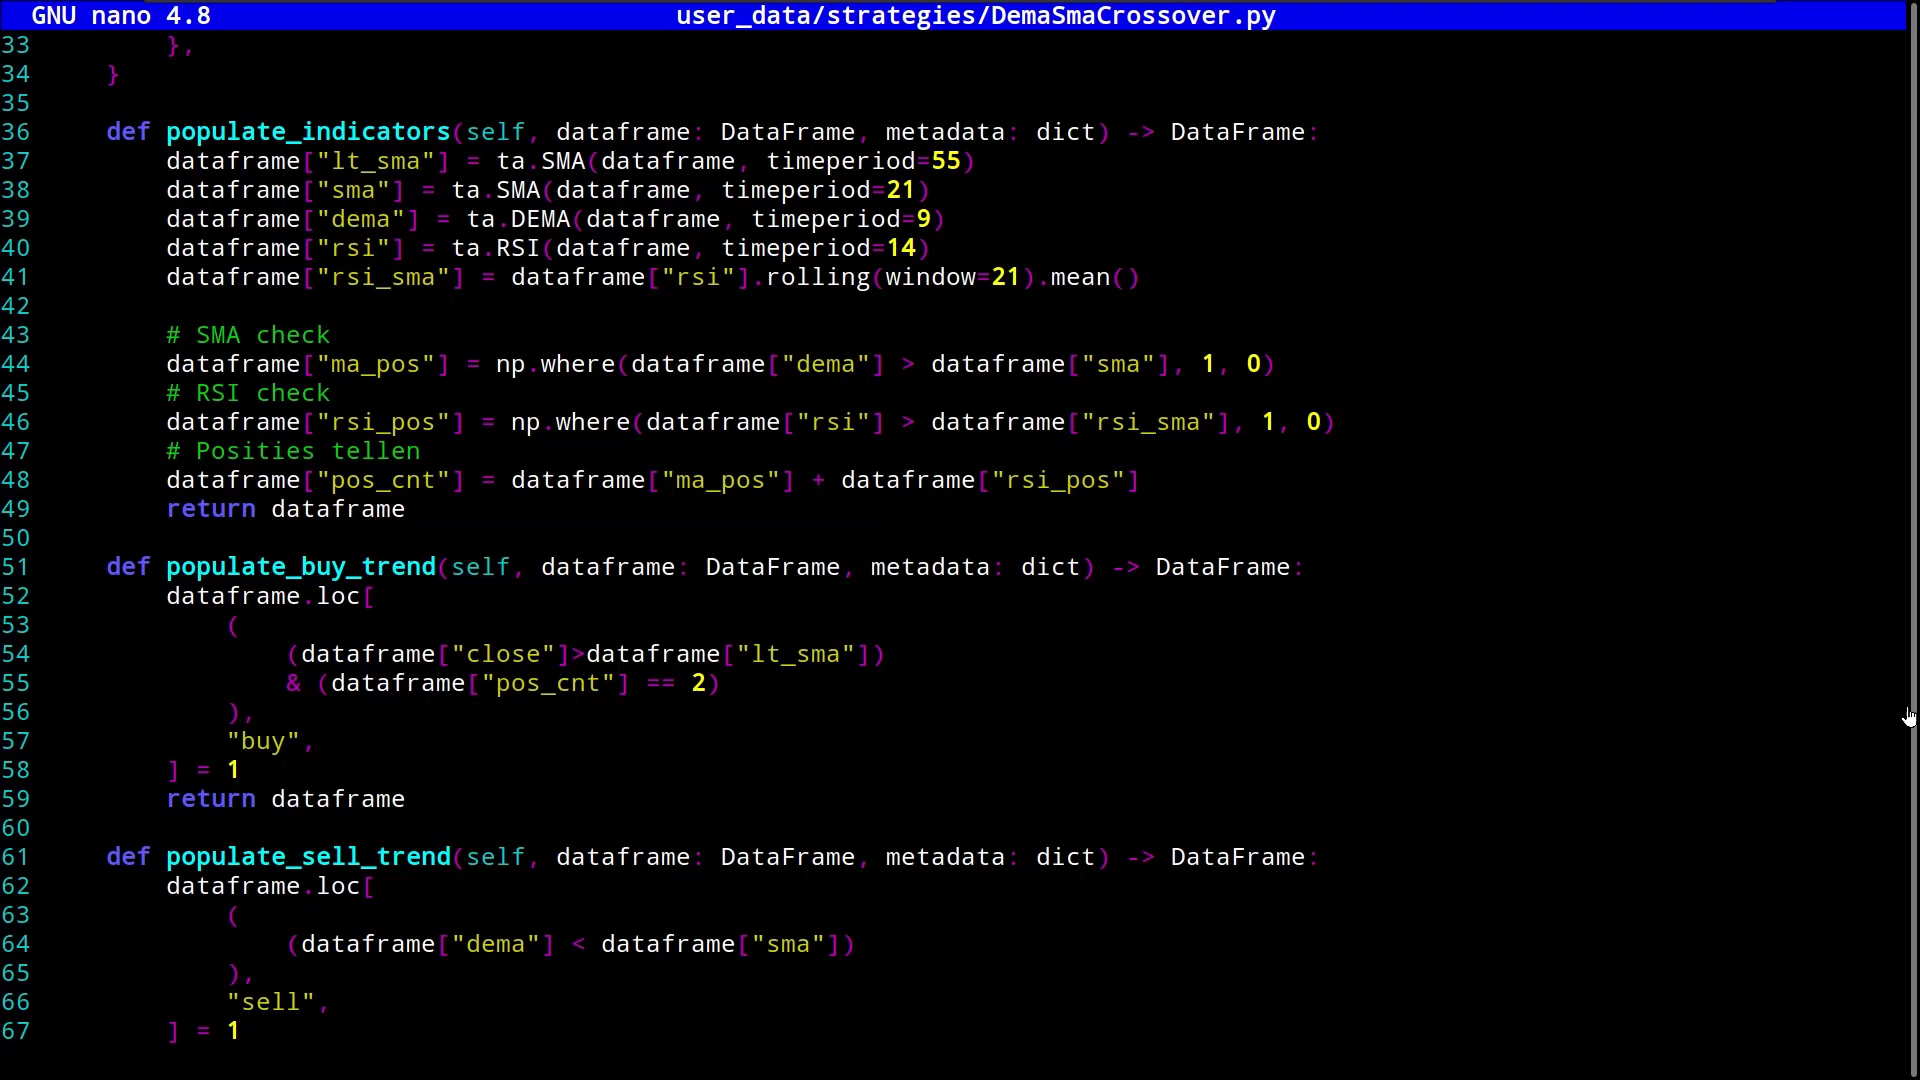 GNU nano 4.8 user_data/strategies/DemaSmaCrossover.py
33         },
34     }
35
36     def populate_indicators(self, dataframe: DataFrame, metadata: dict) -> DataFrame:
37         dataframe["lt_sma"] = ta.SMA(dataframe, timeperiod=55)
38         dataframe["sma"] = ta.SMA(dataframe, timeperiod=21)
39         dataframe["dema"] = ta.DEMA(dataframe, timeperiod=9)
40         dataframe["rsi"] = ta.RSI(dataframe, timeperiod=14)
41         dataframe["rsi_sma"] = dataframe["rsi"].rolling(window=21).mean()
42
43         # SMA check
44         dataframe["ma_pos"] = np.where(dataframe["dema"] > dataframe["sma"], 1, 0)
45         # RSI check
46         dataframe["rsi_pos"] = np.where(dataframe["rsi"] > dataframe["rsi_sma"], 1, 0)
47         # Posities tellen
48         dataframe["pos_cnt"] = dataframe["ma_pos"] + dataframe["rsi_pos"]
49         return dataframe
50
51     def populate_buy_trend(self, dataframe: DataFrame, metadata: dict) -> DataFrame:
52         dataframe.loc[
53             (
54                 (dataframe["close"]>dataframe["lt_sma"])
55                 & (dataframe["pos_cnt"] == 2)
56             ),
57             "buy",
58         ] = 1
59         return dataframe
60
61     def populate_sell_trend(self, dataframe: DataFrame, metadata: dict) -> DataFrame:
62         dataframe.loc[
63             (
64                 (dataframe["dema"] < dataframe["sma"])
65             ),
66             "sell",
67         ] = 1